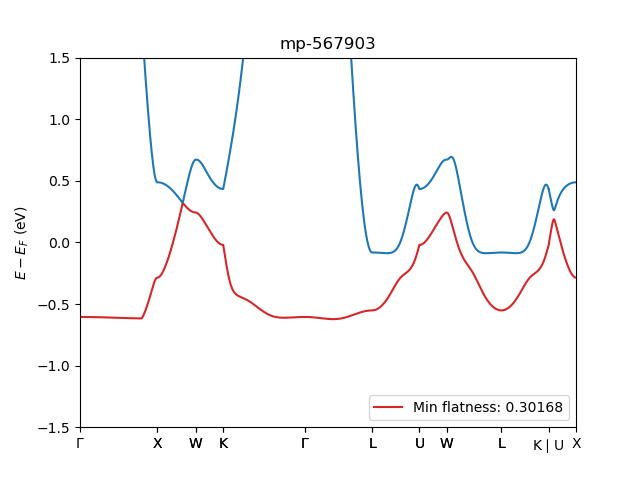 mp-567903
E − E_F (eV)
1.5
1.0
0.5
0.0
−0.5
−1.0
−1.5
Min flatness: 0.30168
Γ X W K Γ L U W L K | U X